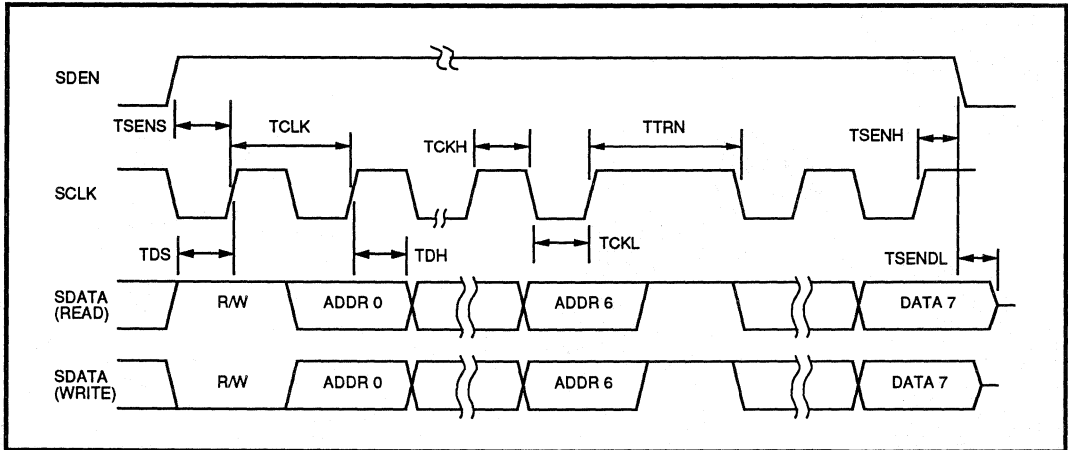 SDEN
TSENS
TCLK
TCKH
TTRN
TSENH
SCLK
TDS
TDH
TCKL
TSENDL
SDATA
(READ)
R/W
ADDR 0
ADDR 6
DATA 7
SDATA
(WRITE)
R/W
ADDR 0
ADDR 6
DATA 7